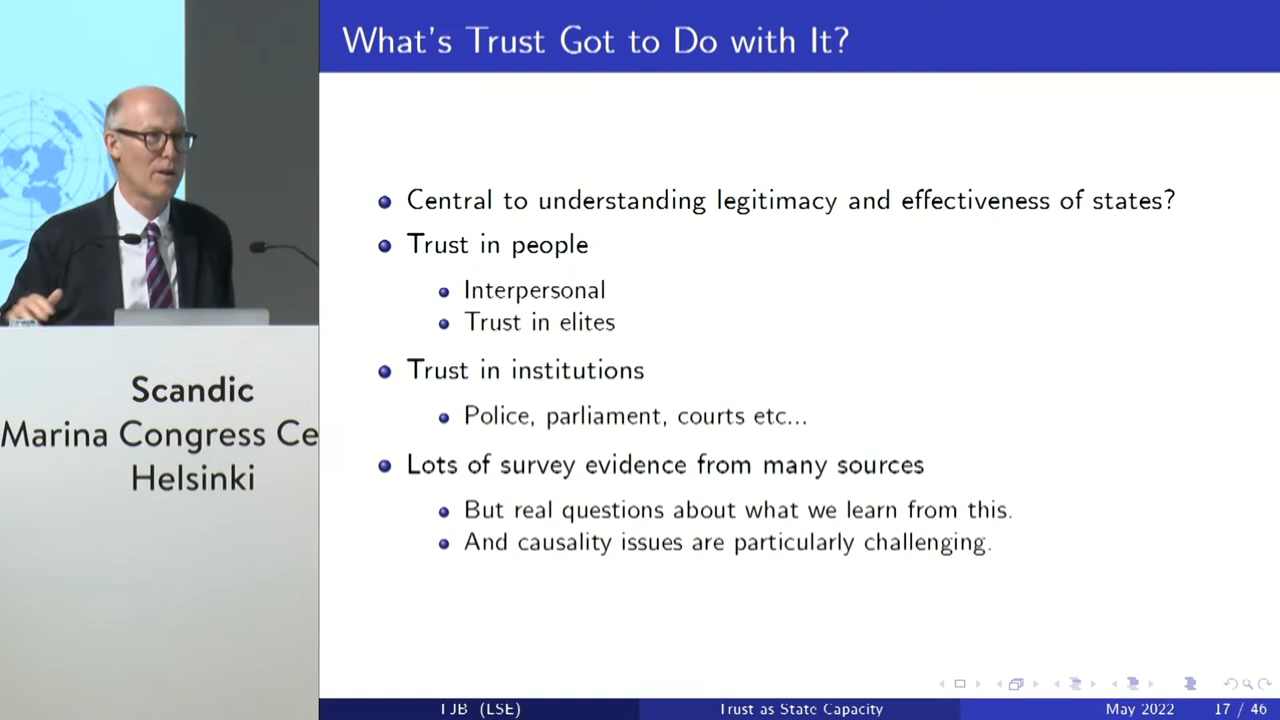 What's Trust Got to Do with It?
Central to understanding legitimacy and effectiveness of states?
Trust in people
Interpersonal
Trust in elites
Trust in institutions
Police, parliament, courts etc...
Lots of survey evidence from many sources
But real questions about what we learn from this.
And causality issues are particularly challenging.
Scandic
Marina Congress Ce
Helsinki
TJB (LSE)
Trust as State Capacity
May 2022
17 / 46